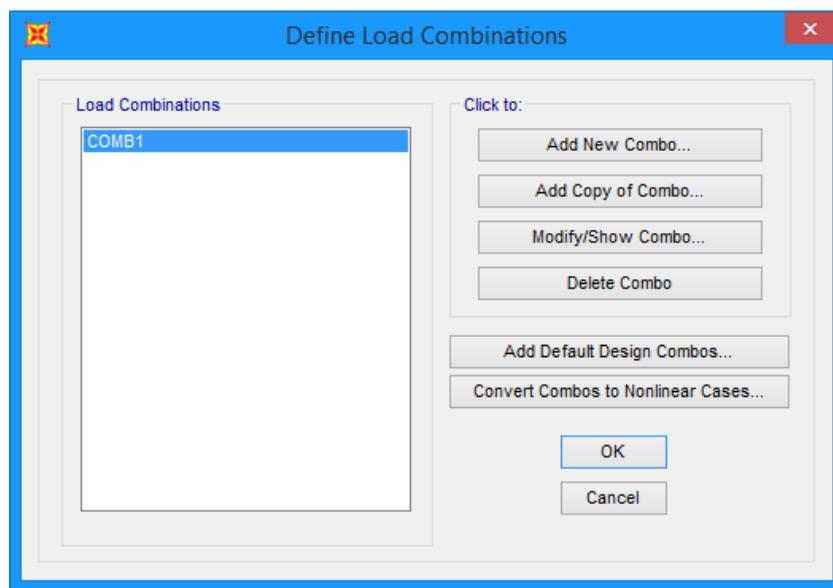 Define Load Combinations
Load Combinations
COMB1
Click to:
Add New Combo...
Add Copy of Combo...
Modify/Show Combo...
Delete Combo
Add Default Design Combos...
Convert Combos to Nonlinear Cases...
OK
Cancel